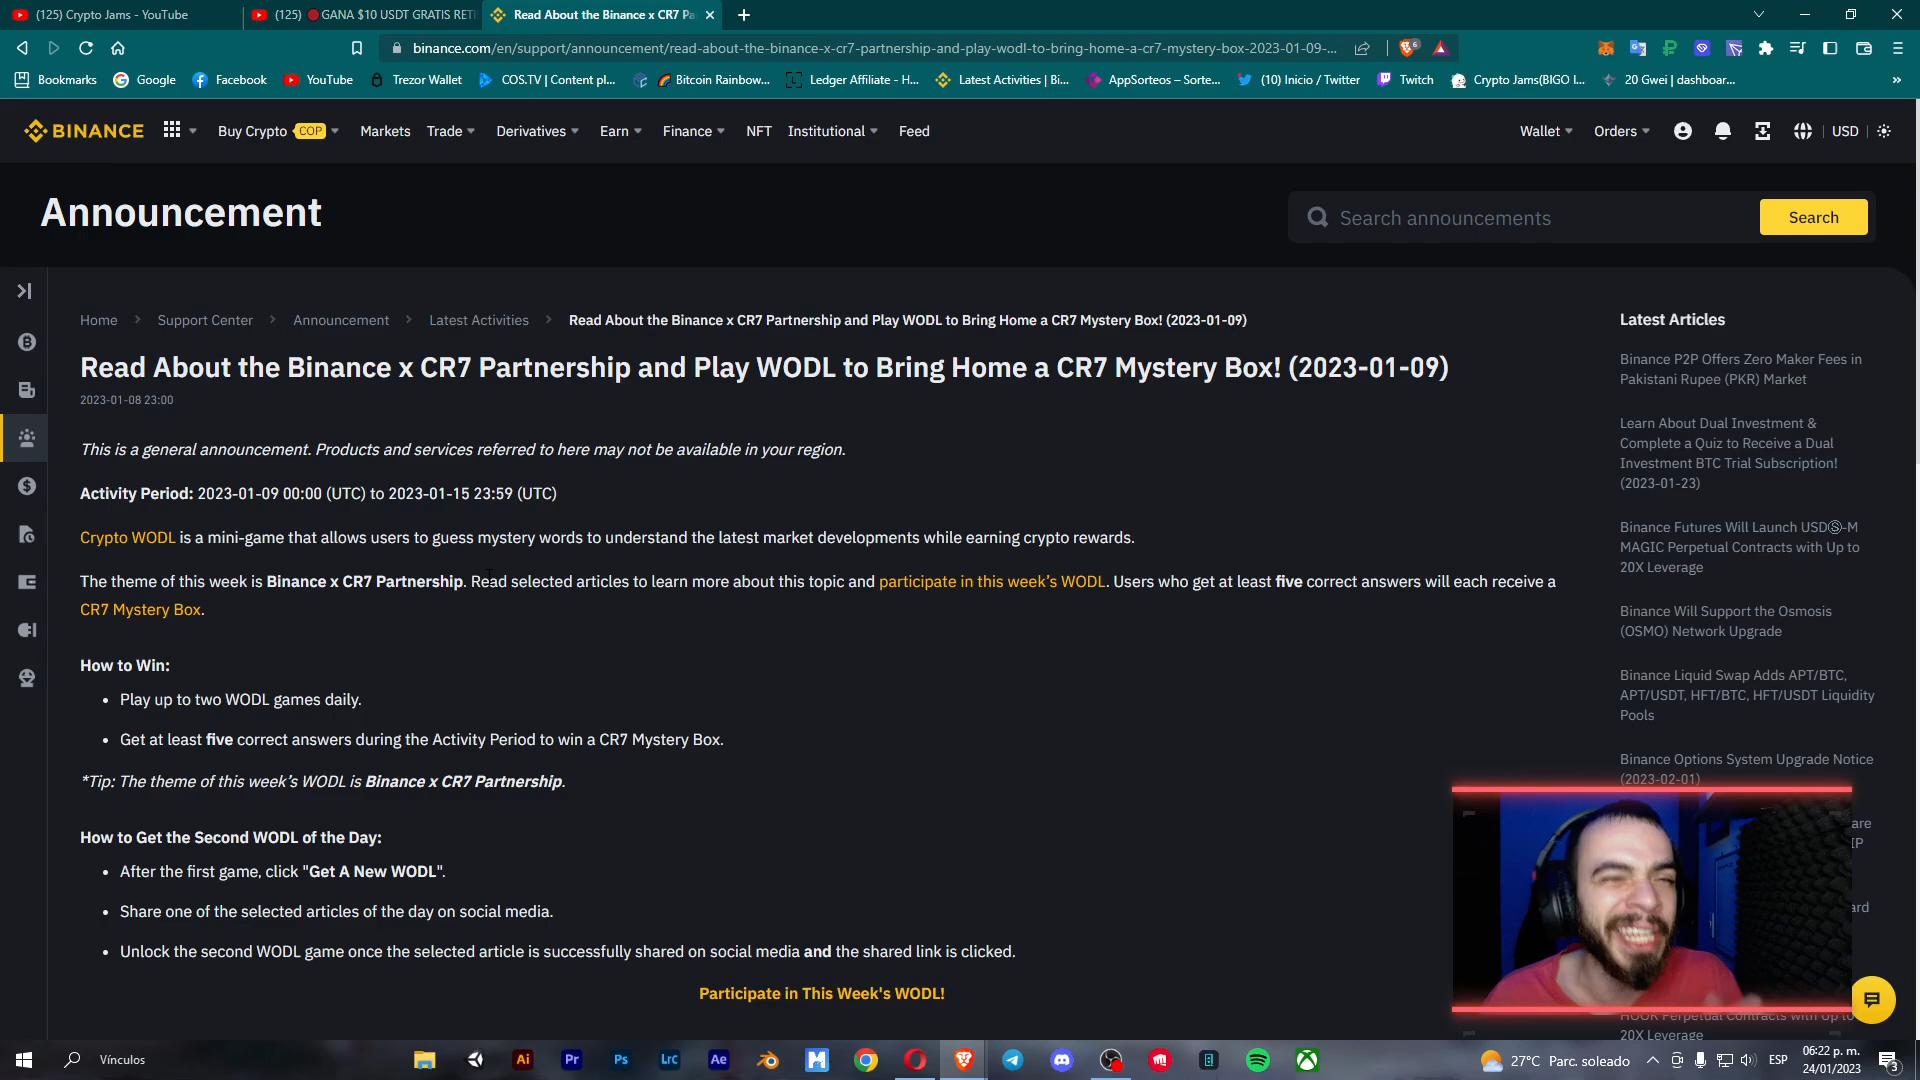 (125) Crypto Jams - YouTube
(125) 🔴GANA $10 USDT GRATIS RETI
Read About the Binance x CR7 Pa
binance.com/en/support/announcement/read-about-the-binance-x-cr7-partnership-and-play-wodl-to-bring-home-a-cr7-mystery-box-2023-01-09-...
Bookmarks
Google
Facebook
YouTube
Trezor Wallet
COS.TV | Content pl...
Bitcoin Rainbow...
Ledger Affiliate - H...
Latest Activities | Bi...
AppSorteos – Sorte...
(10) Inicio / Twitter
Twitch
Crypto Jams(BIGO l...
20 Gwei | dashboar...
BINANCE
Buy Crypto COP
Markets
Trade
Derivatives
Earn
Finance
NFT
Institutional
Feed
Wallet
Orders
USD
Announcement
Search announcements
Search
Home
Support Center
Announcement
Latest Activities
Read About the Binance x CR7 Partnership and Play WODL to Bring Home a CR7 Mystery Box! (2023-01-09)
Read About the Binance x CR7 Partnership and Play WODL to Bring Home a CR7 Mystery Box! (2023-01-09)
2023-01-08 23:00
This is a general announcement. Products and services referred to here may not be available in your region.
Activity Period: 2023-01-09 00:00 (UTC) to 2023-01-15 23:59 (UTC)
Crypto WODL is a mini-game that allows users to guess mystery words to understand the latest market developments while earning crypto rewards.
The theme of this week is Binance x CR7 Partnership. Read selected articles to learn more about this topic and participate in this week's WODL. Users who get at least five correct answers will each receive a
CR7 Mystery Box.
How to Win:
• Play up to two WODL games daily.
• Get at least five correct answers during the Activity Period to win a CR7 Mystery Box.
*Tip: The theme of this week's WODL is Binance x CR7 Partnership.
How to Get the Second WODL of the Day:
• After the first game, click "Get A New WODL".
• Share one of the selected articles of the day on social media.
• Unlock the second WODL game once the selected article is successfully shared on social media and the shared link is clicked.
Participate in This Week's WODL!
Latest Articles
Binance P2P Offers Zero Maker Fees in
Pakistani Rupee (PKR) Market
Learn About Dual Investment &
Complete a Quiz to Receive a Dual
Investment BTC Trial Subscription!
(2023-01-23)
Binance Futures Will Launch USDⓈ-M
MAGIC Perpetual Contracts with Up to
20X Leverage
Binance Will Support the Osmosis
(OSMO) Network Upgrade
Binance Liquid Swap Adds APT/BTC,
APT/USDT, HFT/BTC, HFT/USDT Liquidity
Pools
Binance Options System Upgrade Notice
(2023-02-01)
are
IP
ard
HOOK Perpetual Contracts with Up to
20X Leverage
Vínculos
Ai
Pr
Ps
Lrc
Ae
27°C Parc. soleado
ESP
06:22 p. m.
24/01/2023
3